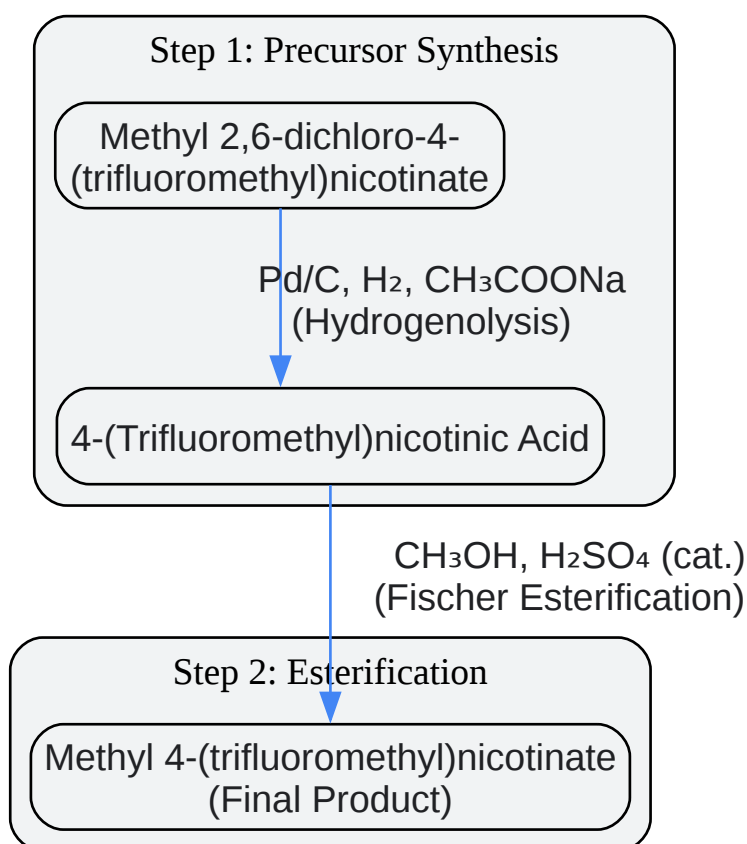 Step 1: Precursor Synthesis
Methyl 2,6-dichloro-4-
(trifluoromethyl)nicotinate
Pd/C, H₂, CH₃COONa
(Hydrogenolysis)
4-(Trifluoromethyl)nicotinic Acid
CH₃OH, H₂SO₄ (cat.)
(Fischer Esterification)
Step 2: Esterification
Methyl 4-(trifluoromethyl)nicotinate
(Final Product)